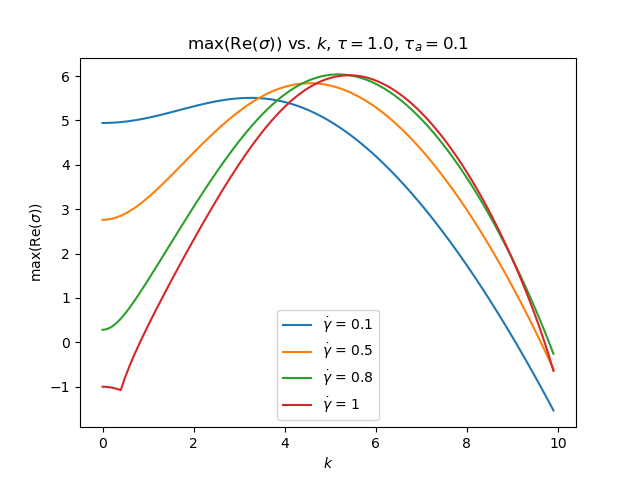 max(Re(σ)) vs. k, τ = 1.0, τₐ = 0.1
max(Re(σ))
6
5
4
3
2
1
0
−1
γ̇ = 0.1
γ̇ = 0.5
γ̇ = 0.8
γ̇ = 1
0 2 4 6 8 10
k